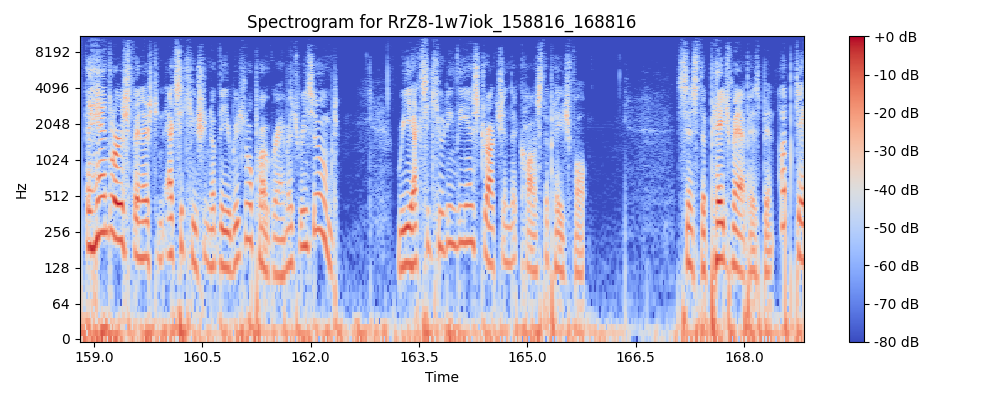 Spectrogram for RrZ8-1w7iok_158816_168816
8192
4096
2048
1024
512
256
128
64
0
Hz
159.0 160.5 162.0 163.5 165.0 166.5 168.0
Time
+0 dB
-10 dB
-20 dB
-30 dB
-40 dB
-50 dB
-60 dB
-70 dB
-80 dB